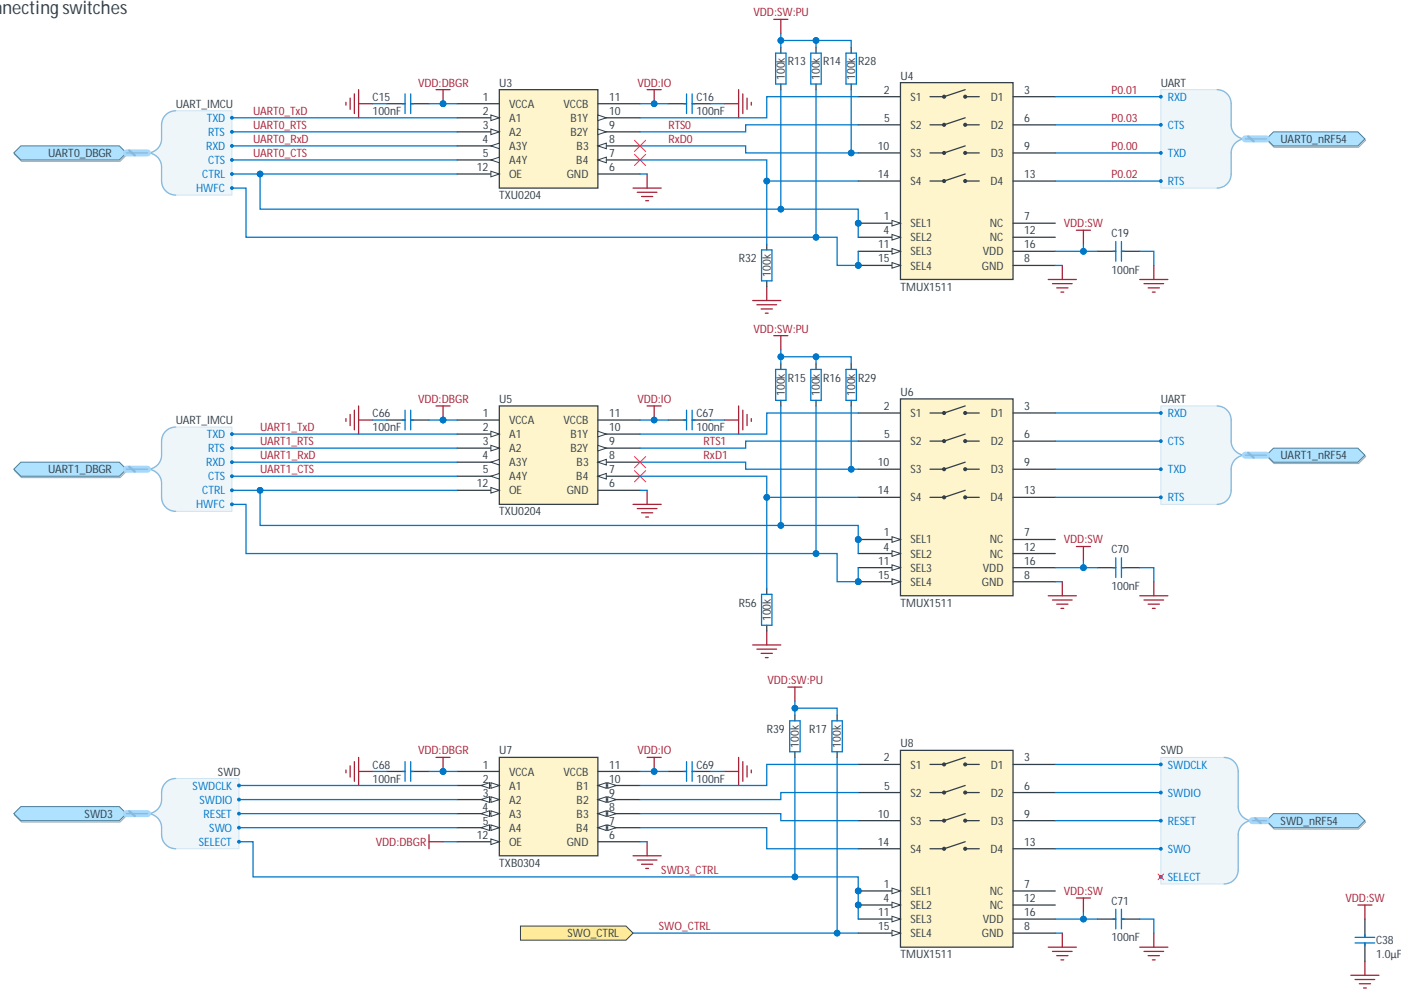 nnecting switches
VDD:SW:PU
R13 R14 R28
100k 100k 100k
UART_IMCU
TXD
RTS
RXD
CTS
CTRL
HWFC
UART0_DBGR
UART0_TxD
UART0_RTS
UART0_RxD
UART0_CTS
C15
100nF
VDD:DBGR
U3
1 VCCA VCCB 11
2 A1 B1Y 10
3 A2 B2Y 9
4 A3Y B3 8
5 A4Y B4 7
12 OE GND 6
TXU0204
VDD:IO
C16
100nF
RTS0
RxD0
R32
100k
U4
2 S1 D1 3
5 S2 D2 6
10 S3 D3 9
14 S4 D4 13
1 SEL1 NC 7
4 SEL2 NC 12
11 SEL3 VDD 16
15 SEL4 GND 8
TMUX1511
P0.01
P0.03
P0.00
P0.02
UART
RXD
CTS
TXD
RTS
UART0_nRF54
VDD:SW
C19
100nF
VDD:SW:PU
R15 R16 R29
100k 100k 100k
UART_IMCU
TXD
RTS
RXD
CTS
CTRL
HWFC
UART1_DBGR
UART1_TxD
UART1_RTS
UART1_RxD
UART1_CTS
C66
100nF
VDD:DBGR
U5
1 VCCA VCCB 11
2 A1 B1Y 10
3 A2 B2Y 9
4 A3Y B3 8
5 A4Y B4 7
12 OE GND 6
TXU0204
VDD:IO
C67
100nF
RTS1
RxD1
R56
100k
U6
2 S1 D1 3
5 S2 D2 6
10 S3 D3 9
14 S4 D4 13
1 SEL1 NC 7
4 SEL2 NC 12
11 SEL3 VDD 16
15 SEL4 GND 8
TMUX1511
UART
RXD
CTS
TXD
RTS
UART1_nRF54
VDD:SW
C70
100nF
VDD:SW:PU
R39 R17
100k 100k
SWD
SWDCLK
SWDIO
RESET
SWO
SELECT
SWD3
C68
100nF
VDD:DBGR
U7
1 VCCA VCCB 11
2 A1 B1 10
3 A2 B2 9
4 A3 B3 8
5 A4 B4 7
VDD:DBGR 12 OE GND 6
TXB0304
VDD:IO
C69
100nF
SWD3_CTRL
SWO_CTRL
SWO_CTRL
U8
2 S1 D1 3
5 S2 D2 6
10 S3 D3 9
14 S4 D4 13
1 SEL1 NC 7
4 SEL2 NC 12
11 SEL3 VDD 16
15 SEL4 GND 8
TMUX1511
SWD
SWDCLK
SWDIO
RESET
SWO
SELECT
SWD_nRF54
VDD:SW
C71
100nF
VDD:SW
C38
1.0µF